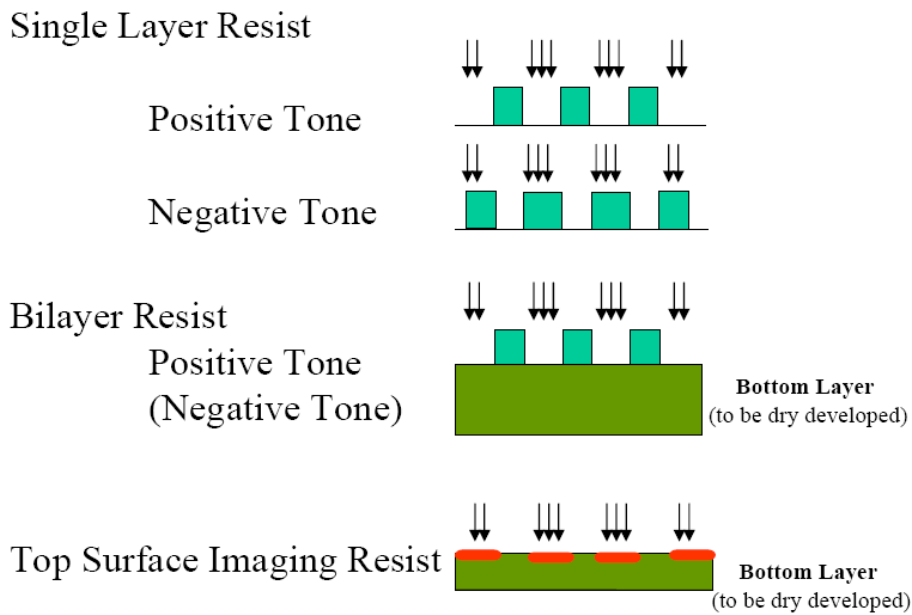 Single Layer Resist
Positive Tone
Negative Tone
Bilayer Resist
Positive Tone
(Negative Tone)
Bottom Layer
(to be dry developed)
Top Surface Imaging Resist
Bottom Layer
(to be dry developed)